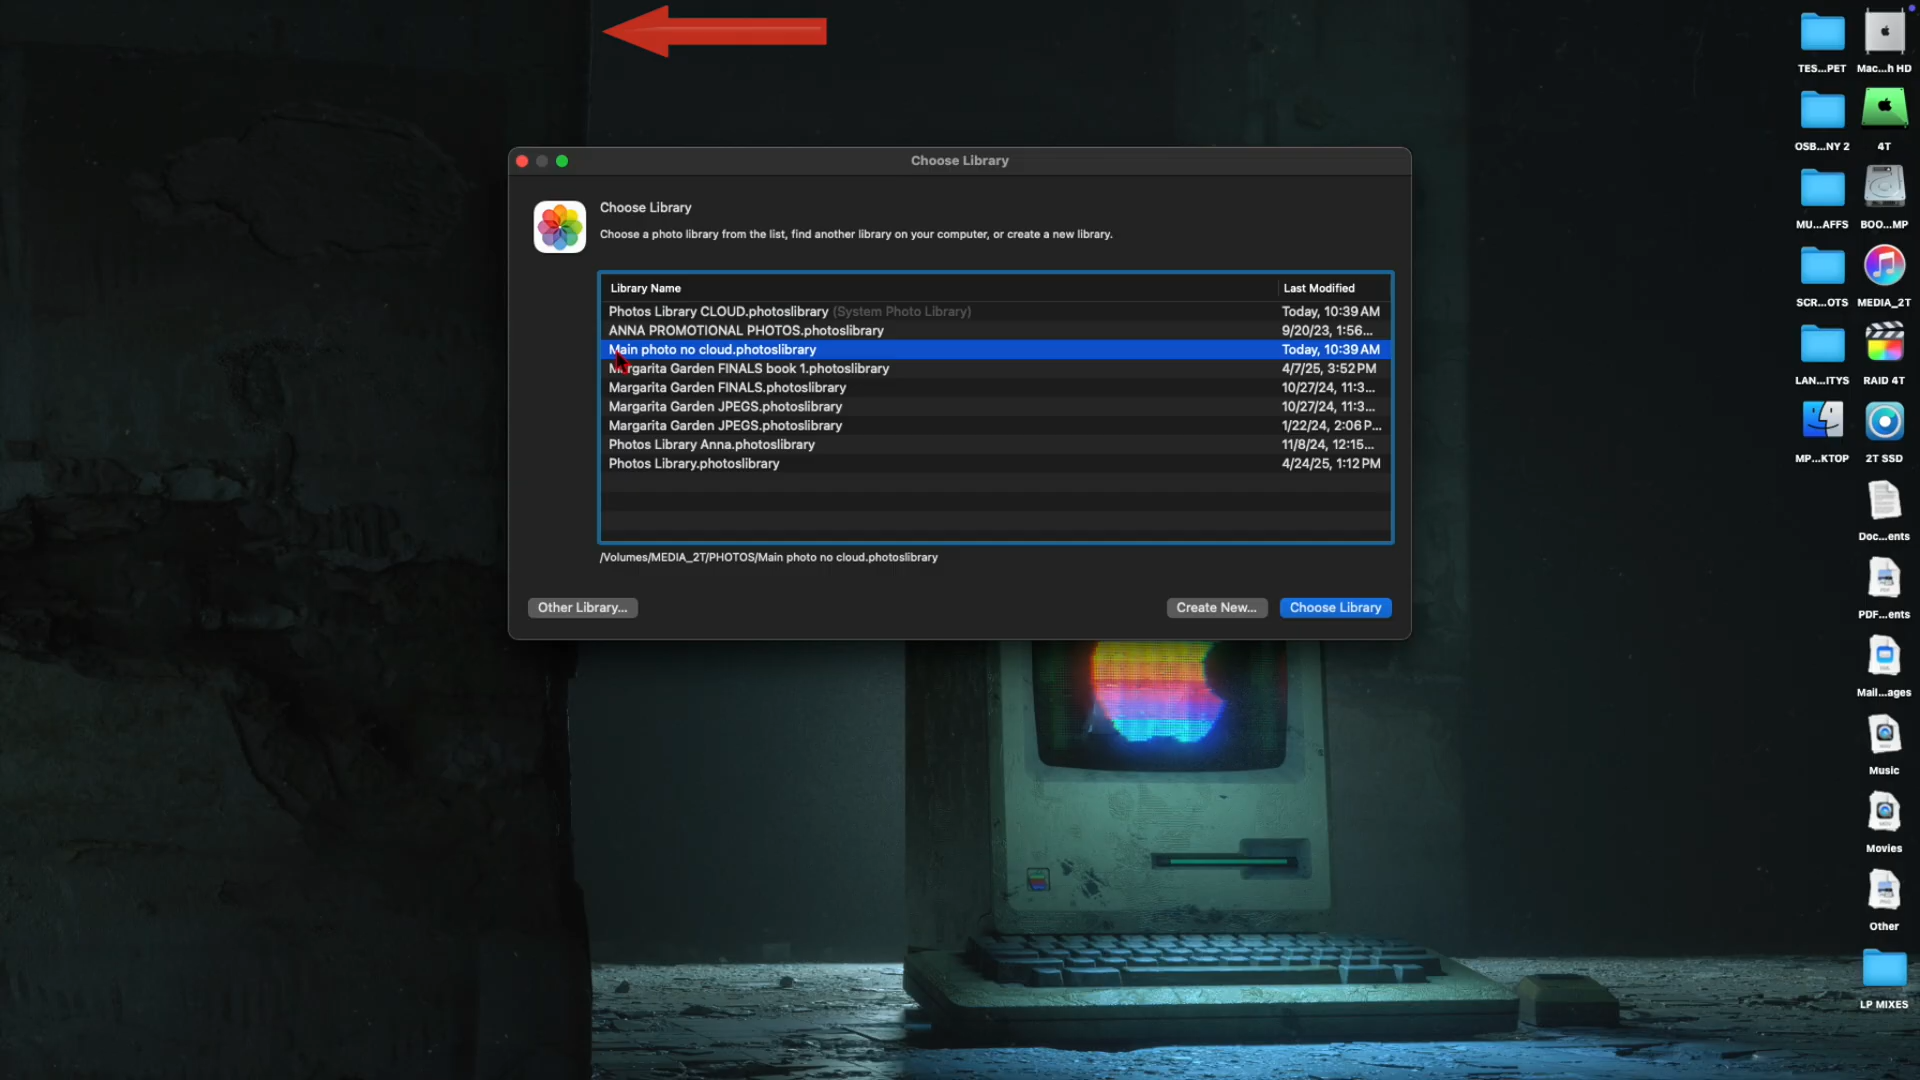 Choose Library
Choose Library
Choose a photo library from the list, find another library on your computer, or create a new library.
Library Name Last Modified
Photos Library CLOUD.photoslibrary (System Photo Library) Today, 10:39 AM
ANNA PROMOTIONAL PHOTOS.photoslibrary 9/20/23, 1:56...
Main photo no cloud.photoslibrary Today, 10:39 AM
Margarita Garden FINALS book 1.photoslibrary 4/7/25, 3:52 PM
Margarita Garden FINALS.photoslibrary 10/27/24, 11:3...
Margarita Garden JPEGS.photoslibrary 10/27/24, 11:3...
Margarita Garden JPEGS.photoslibrary 1/22/24, 2:06 P...
Photos Library Anna.photoslibrary 11/8/24, 12:15...
Photos Library.photoslibrary 4/24/25, 1:12 PM
/Volumes/MEDIA_2T/PHOTOS/Main photo no cloud.photoslibrary
Other Library... Create New... Choose Library
TES...PET Mac...h HD
OSB...NY 2 4T
MU...AFFS BOO...MP
SCR...OTS MEDIA_2T
LAN...ITYS RAID 4T
MP...KTOP 2T SSD
Doc...ents
PDF...ents
Mail...ages
Music
Movies
Other
LP MIXES